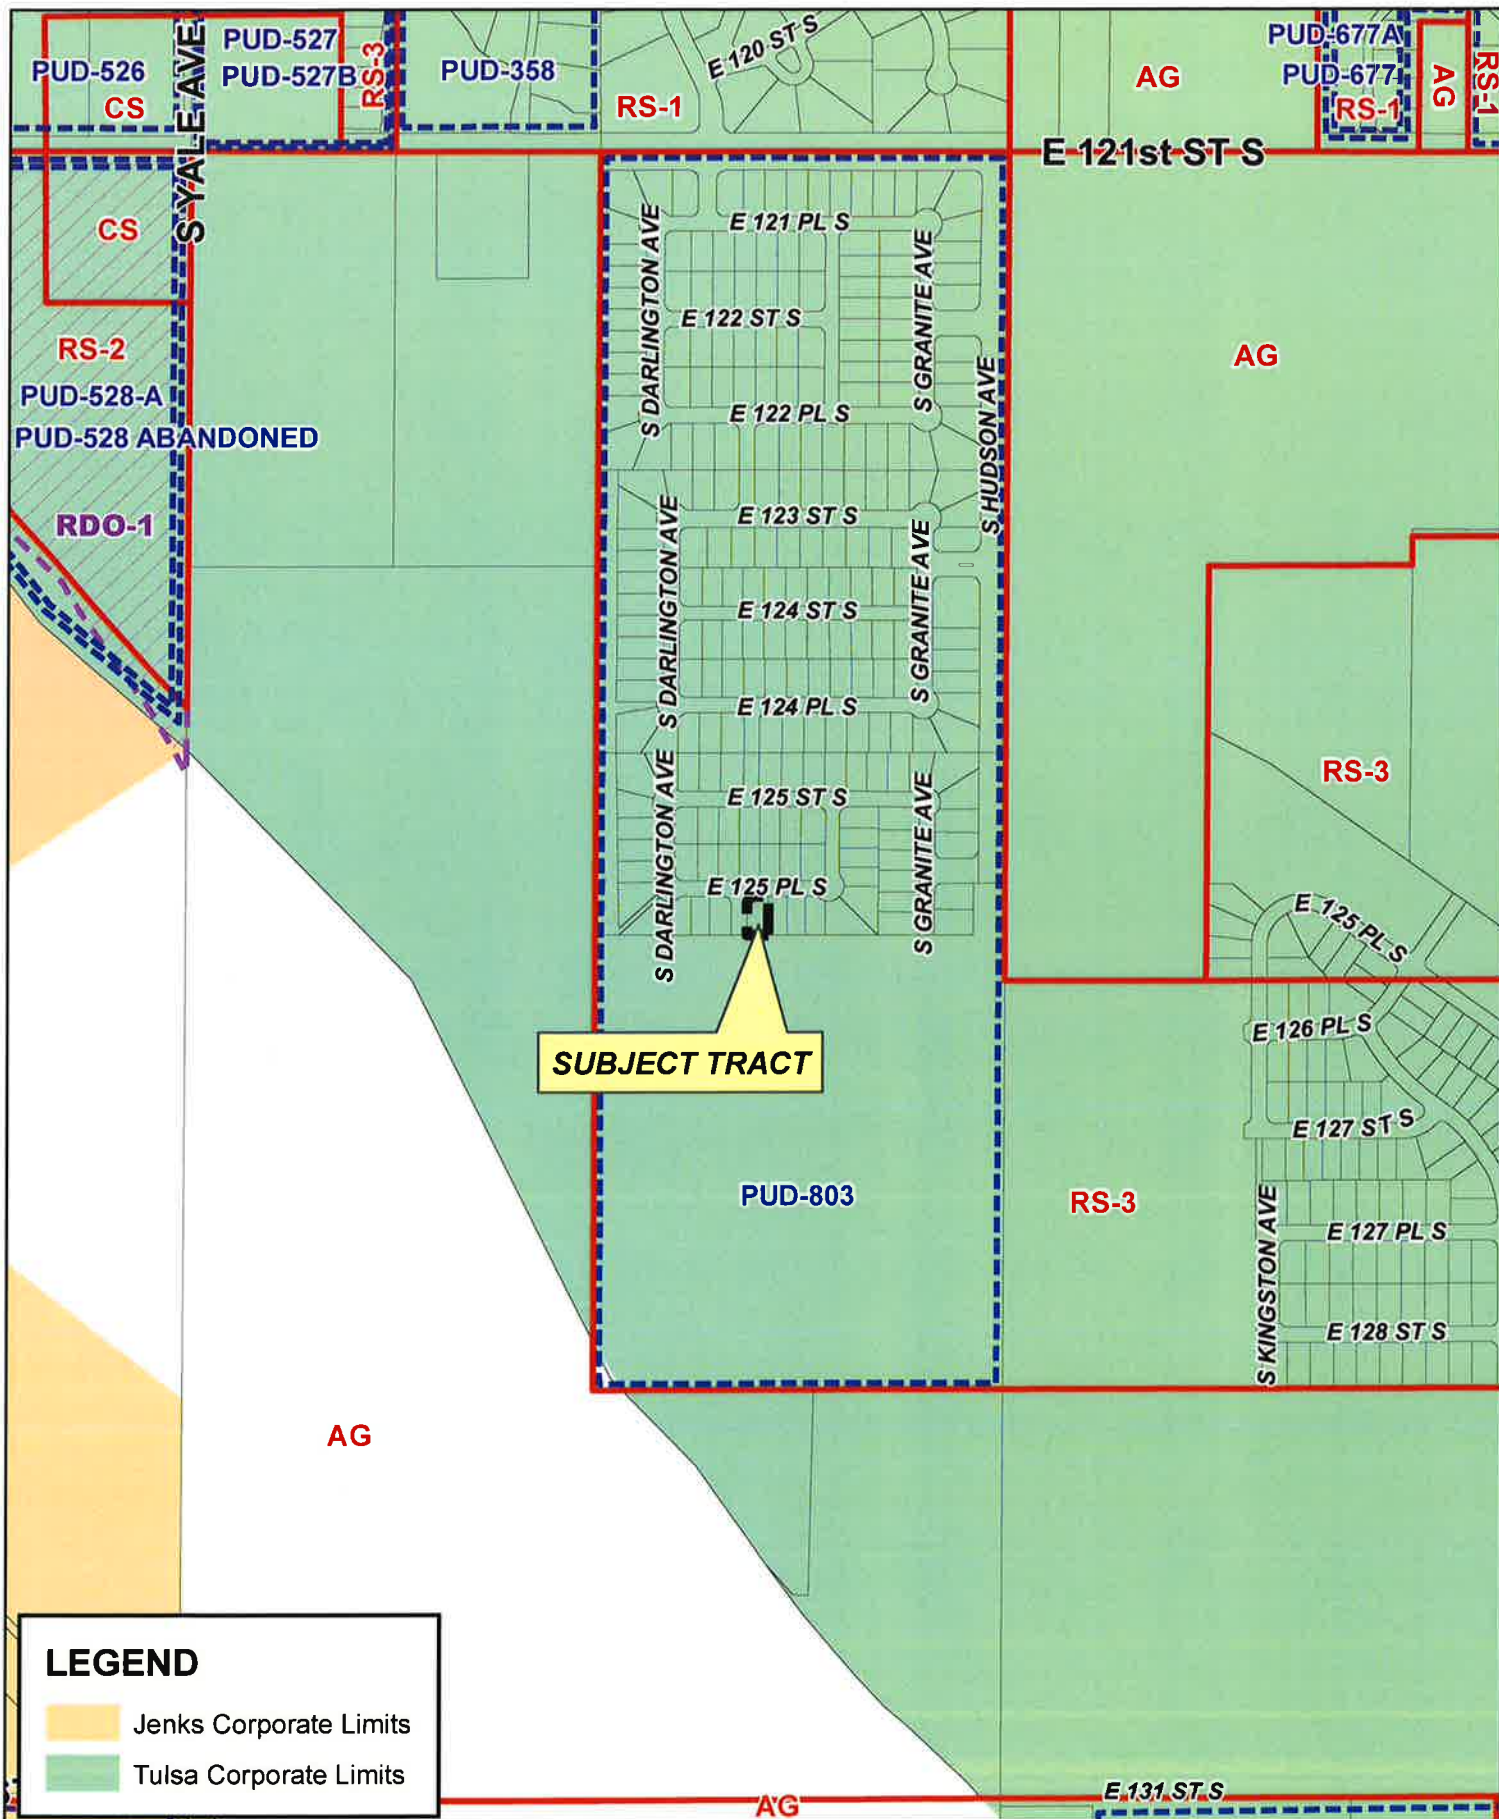 PUD-526
CS
S YALE AVE
PUD-527
PUD-527B
RS-3
PUD-358
RS-1
E 120 ST S
AG
PUD-677A
PUD-677
RS-1
AG
RS-1
E 121st ST S
CS
RS-2
PUD-528-A
PUD-528 ABANDONED
RDO-1
S DARLINGTON AVE
E 121 PL S
S GRANITE AVE
E 122 ST S
E 122 PL S
S HUDSON AVE
AG
S DARLINGTON AVE
E 123 ST S
S GRANITE AVE
E 124 ST S
E 124 PL S
S DARLINGTON AVE
E 125 ST S
S GRANITE AVE
E 125 PL S
RS-3
E 125 PL S
SUBJECT TRACT
E 126 PL S
E 127 ST S
PUD-803
RS-3
S KINGSTON AVE
E 127 PL S
E 128 ST S
AG
LEGEND
Jenks Corporate Limits
Tulsa Corporate Limits
E 131 ST S
AG